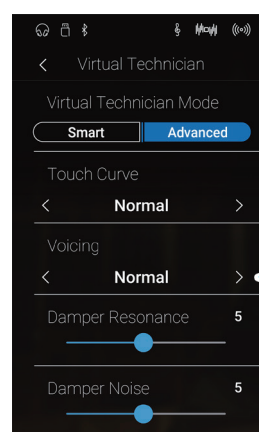 Virtual Technician
Virtual Technician Mode
Smart Advanced
Touch Curve
Normal
Voicing
Normal
Damper Resonance 5
Damper Noise 5